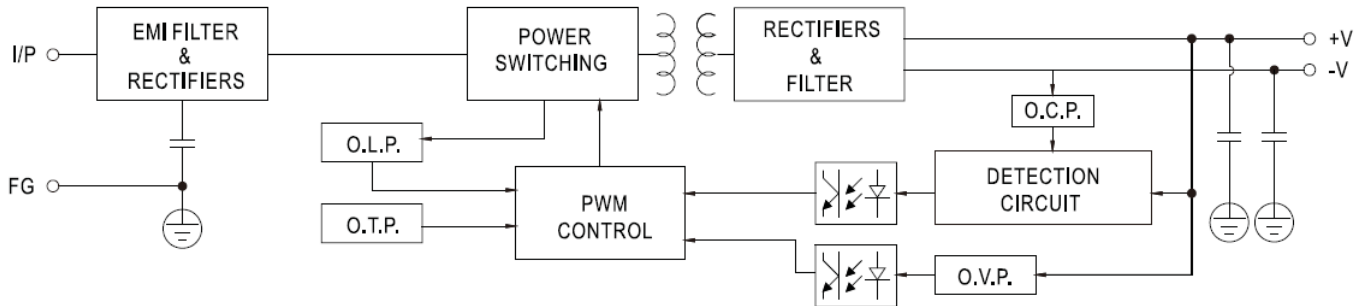 I/P
EMI FILTER
&
RECTIFIERS
POWER
SWITCHING
RECTIFIERS
&
FILTER
+V
-V
O.C.P.
O.L.P.
FG
PWM
CONTROL
DETECTION
CIRCUIT
O.T.P.
O.V.P.